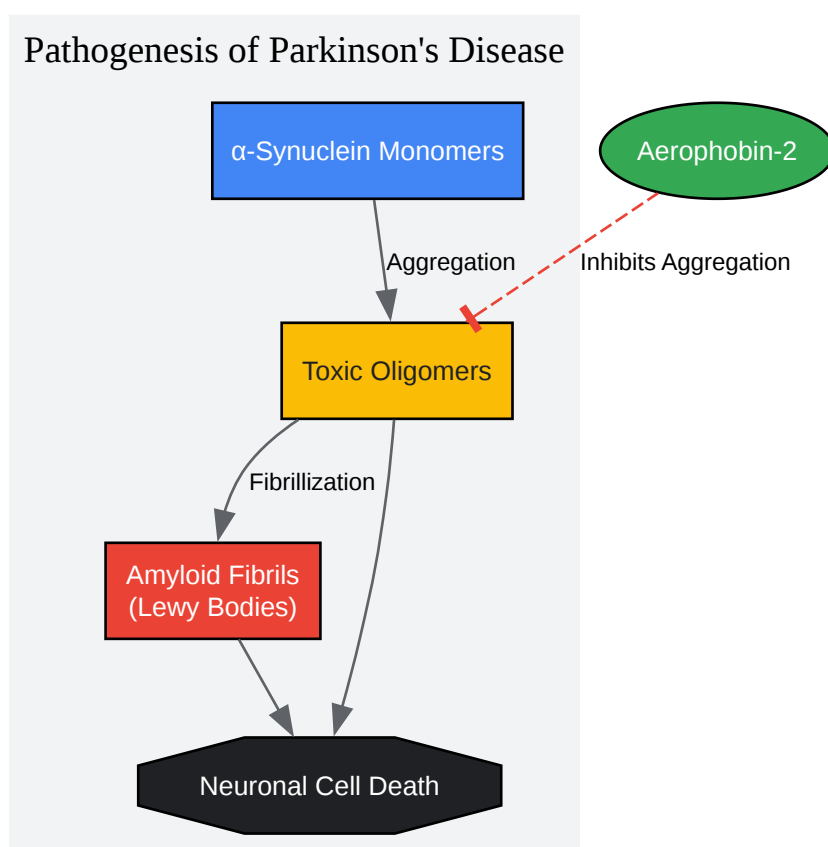 Pathogenesis of Parkinson's Disease
α-Synuclein Monomers
Aerophobin-2
Aggregation
Inhibits Aggregation
Toxic Oligomers
Fibrillization
Amyloid Fibrils
(Lewy Bodies)
Neuronal Cell Death